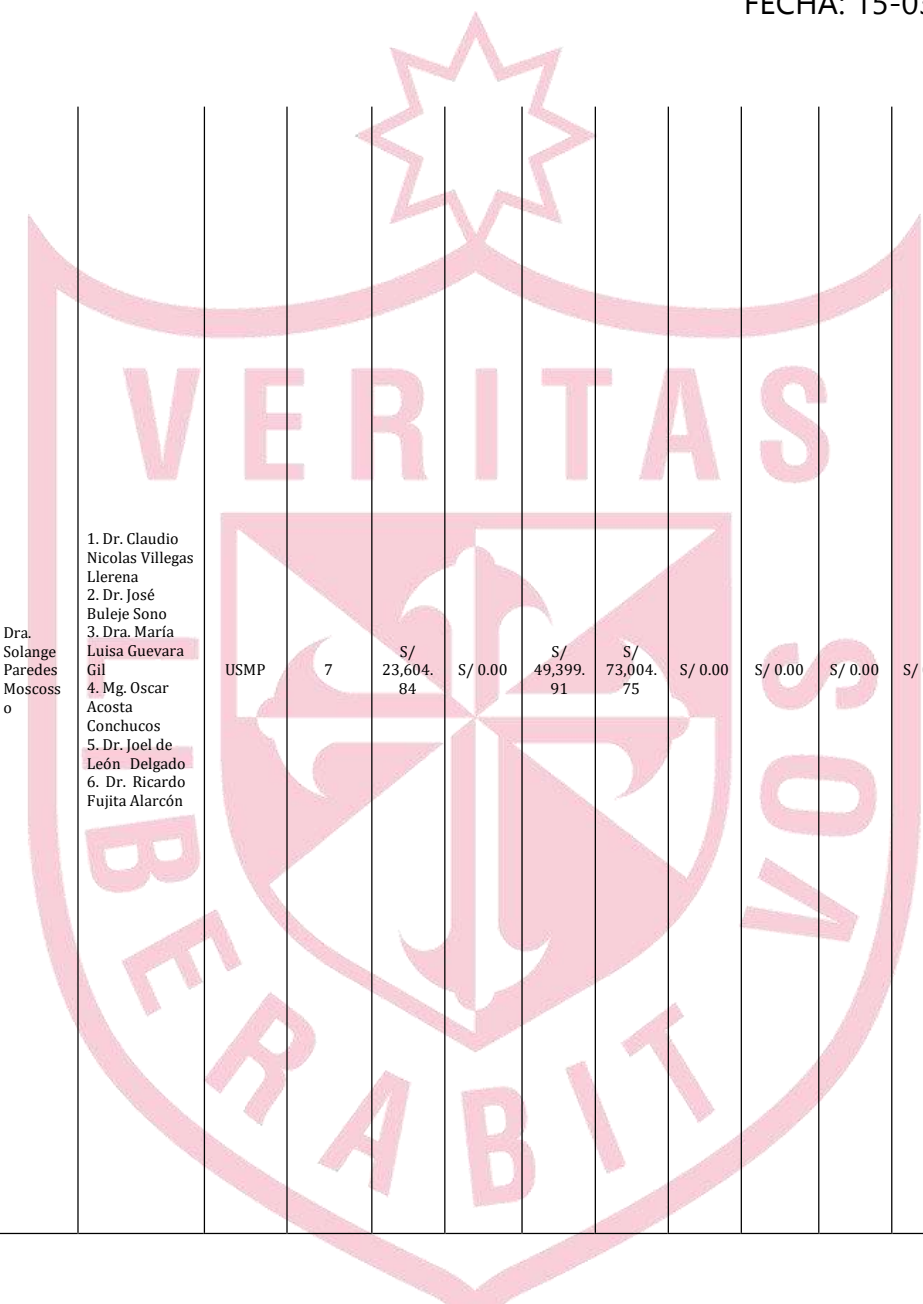 FECHA: 15-03
VERITAS
LIBERABIT
VOS
Dra.
Solange
Paredes
Moscoss
o
1. Dr. Claudio
Nicolas Villegas
Llerena
2. Dr. José
Buleje Sono
3. Dra. María
Luisa Guevara
Gil
4. Mg. Oscar
Acosta
Conchucos
5. Dr. Joel de
León Delgado
6. Dr. Ricardo
Fujita Alarcón
USMP
7
S/
23,604.
84
S/ 0.00
S/
49,399.
91
S/
73,004.
75
S/ 0.00
S/ 0.00
S/ 0.00
S/